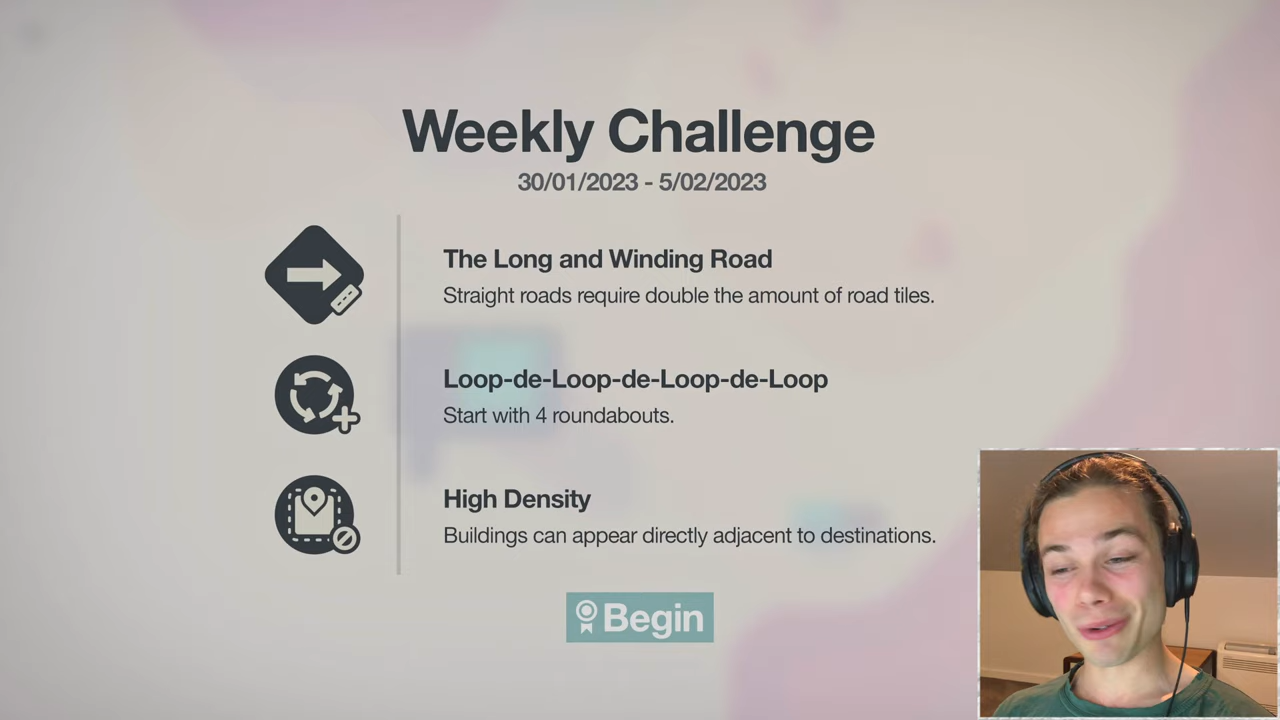 Weekly Challenge
30/01/2023 - 5/02/2023
The Long and Winding Road
Straight roads require double the amount of road tiles.
Loop-de-Loop-de-Loop-de-Loop
Start with 4 roundabouts.
High Density
Buildings can appear directly adjacent to destinations.
Begin